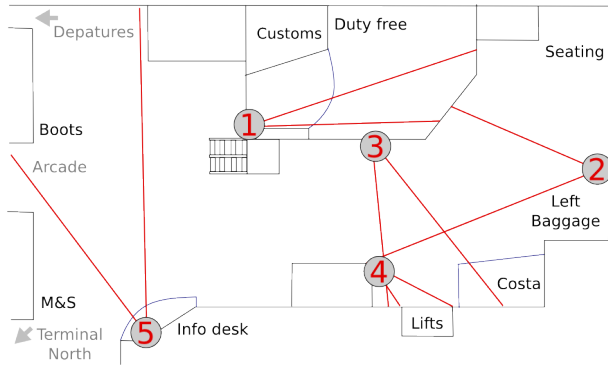 Depatures
Customs
Duty free
Seating
Boots
1
3
2
Arcade
Left
Baggage
4
Costa
M&S
5
Info desk
Lifts
Terminal
North